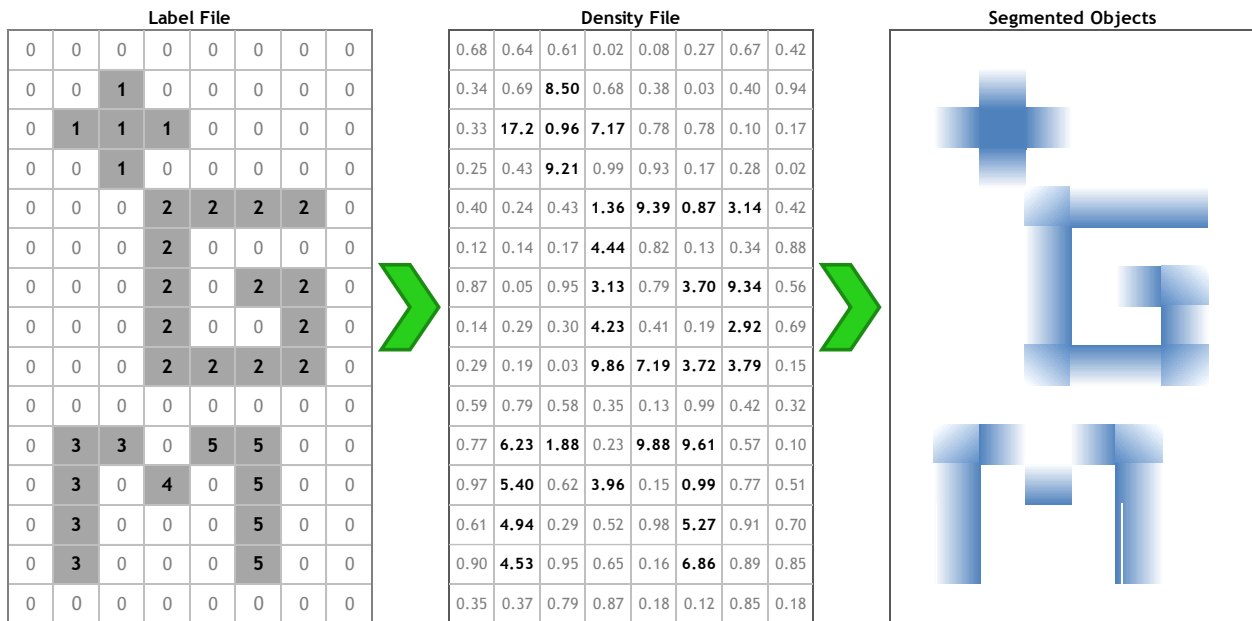 Label File Density File Segmented Objects
0 0 0 0 0 0 0 0 0.68 0.64 0.61 0.02 0.08 0.27 0.67 0.42
0 0 1 0 0 0 0 0 0.34 0.69 8.50 0.68 0.38 0.03 0.40 0.94
0 1 1 1 0 0 0 0 0.33 17.2 0.96 7.17 0.78 0.78 0.10 0.17
0 0 1 0 0 0 0 0 0.25 0.43 9.21 0.99 0.93 0.17 0.28 0.02
0 0 0 2 2 2 2 0 0.40 0.24 0.43 1.36 9.39 0.87 3.14 0.42
0 0 0 2 0 0 0 0 0.12 0.14 0.17 4.44 0.82 0.13 0.34 0.88
0 0 0 2 0 2 2 0 0.87 0.05 0.95 3.13 0.79 3.70 9.34 0.56
0 0 0 2 0 0 2 0 0.14 0.29 0.30 4.23 0.41 0.19 2.92 0.69
0 0 0 2 2 2 2 0 0.29 0.19 0.03 9.86 7.19 3.72 3.79 0.15
0 0 0 0 0 0 0 0 0.59 0.79 0.58 0.35 0.13 0.99 0.42 0.32
0 3 3 0 5 5 0 0 0.77 6.23 1.88 0.23 9.88 9.61 0.57 0.10
0 3 0 4 0 5 0 0 0.97 5.40 0.62 3.96 0.15 0.99 0.77 0.51
0 3 0 0 0 5 0 0 0.61 4.94 0.29 0.52 0.98 5.27 0.91 0.70
0 3 0 0 0 5 0 0 0.90 4.53 0.95 0.65 0.16 6.86 0.89 0.85
0 0 0 0 0 0 0 0 0.35 0.37 0.79 0.87 0.18 0.12 0.85 0.18